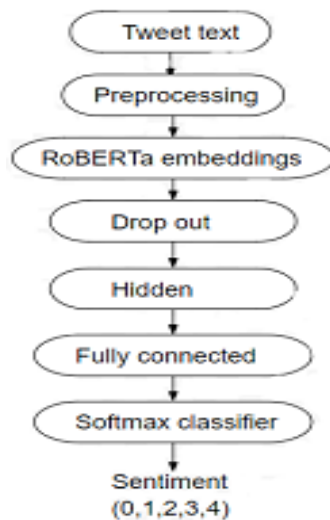 Tweet text
Preprocessing
RoBERTa embeddings
Drop out
Hidden
Fully connected
Softmax classifier
Sentiment
(0,1,2,3,4)